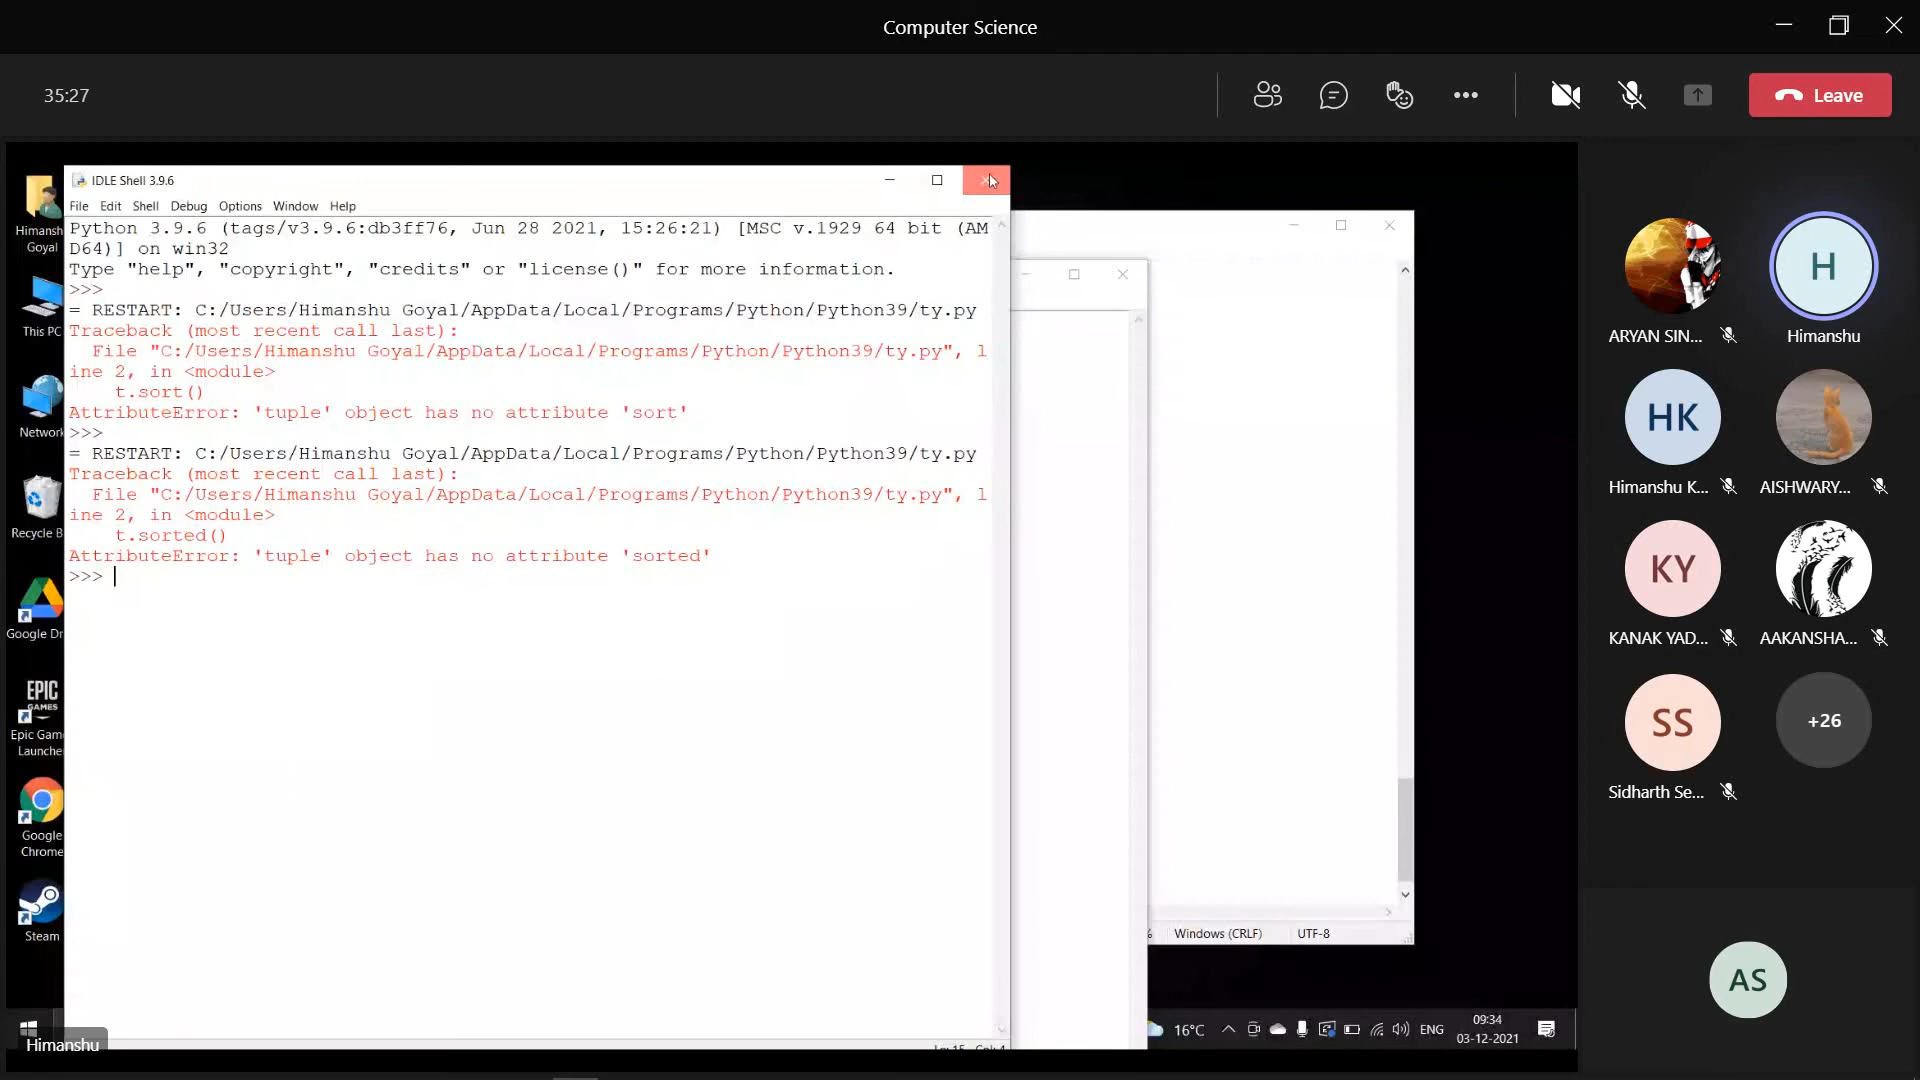 Computer Science
35:27
Leave
IDLE Shell 3.9.6
File Edit Shell Debug Options Window Help
Python 3.9.6 (tags/v3.9.6:db3ff76, Jun 28 2021, 15:26:21) [MSC v.1929 64 bit (AM
D64)] on win32
Type "help", "copyright", "credits" or "license()" for more information.
>>>
= RESTART: C:/Users/Himanshu Goyal/AppData/Local/Programs/Python/Python39/ty.py
Traceback (most recent call last):
File "C:/Users/Himanshu Goyal/AppData/Local/Programs/Python/Python39/ty.py", l
ine 2, in <module>
t.sort()
AttributeError: 'tuple' object has no attribute 'sort'
>>>
= RESTART: C:/Users/Himanshu Goyal/AppData/Local/Programs/Python/Python39/ty.py
Traceback (most recent call last):
File "C:/Users/Himanshu Goyal/AppData/Local/Programs/Python/Python39/ty.py", l
ine 2, in <module>
t.sorted()
AttributeError: 'tuple' object has no attribute 'sorted'
>>>
Himansh
Goyal
This PC
Network
Recycle B
Google Dr
EPIC
GAMES
Epic Gam
Launche
Google
Chrome
Steam
Himanshu
% Windows (CRLF) UTF-8
16°C ENG
09:34
03-12-2021
H
ARYAN SIN... Himanshu
HK
Himanshu K... AISHWARY...
KY
KANAK YAD... AAKANSHA...
SS
+26
Sidharth Se...
AS